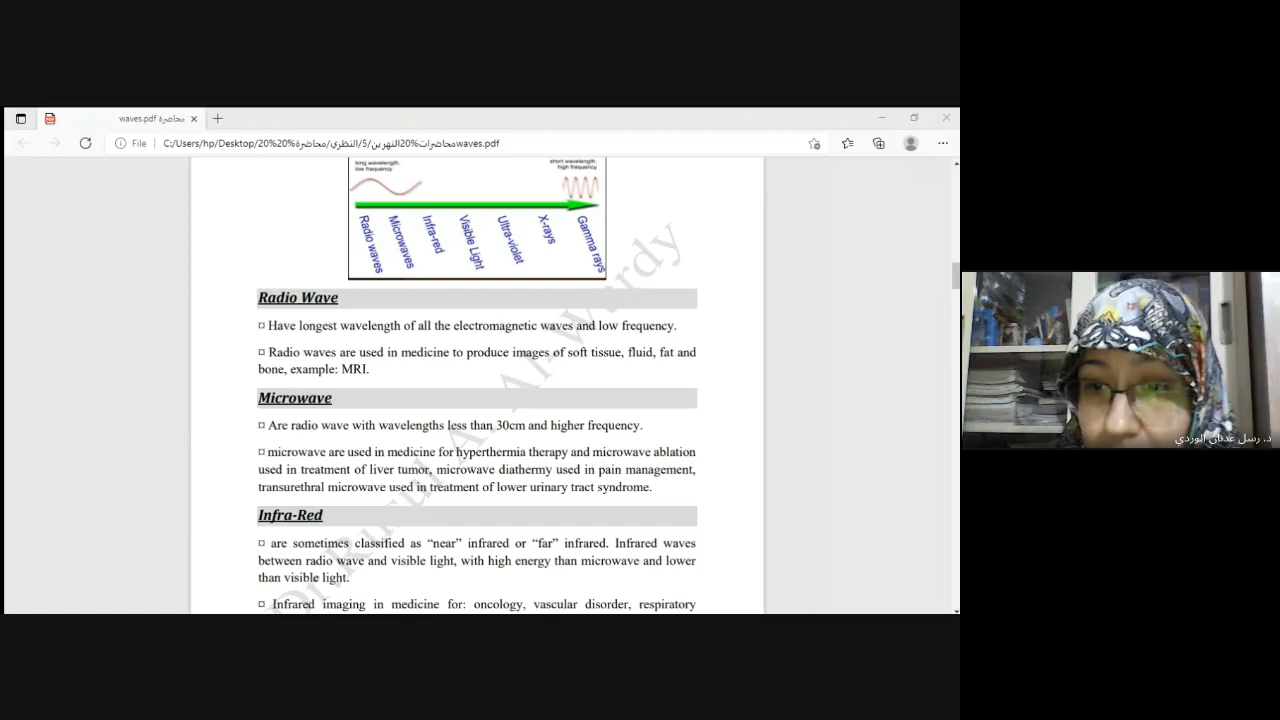 محاضرة waves.pdf
File
C:/Users/hp/Desktop/20%20%محاضرات%20النهرين/5/النظري/محاضرةwaves.pdf
long wavelength, low frequency
short wavelength, high frequency
Radio waves
Microwaves
Infra-red
Visible Light
Ultra-violet
X-rays
Gamma rays
Radio Wave
¤ Have longest wavelength of all the electromagnetic waves and low frequency.
¤ Radio waves are used in medicine to produce images of soft tissue, fluid, fat and
bone, example: MRI.
Microwave
¤ Are radio wave with wavelengths less than 30cm and higher frequency.
¤ microwave are used in medicine for hyperthermia therapy and microwave ablation
used in treatment of liver tumor, microwave diathermy used in pain management,
transurethral microwave used in treatment of lower urinary tract syndrome.
Infra-Red
¤ are sometimes classified as “near” infrared or “far” infrared. Infrared waves
between radio wave and visible light, with high energy than microwave and lower
than visible light.
¤ Infrared imaging in medicine for: oncology, vascular disorder, respiratory
Dr. Rusul A. Al-Wardy
د. رسل عدنان الوردي